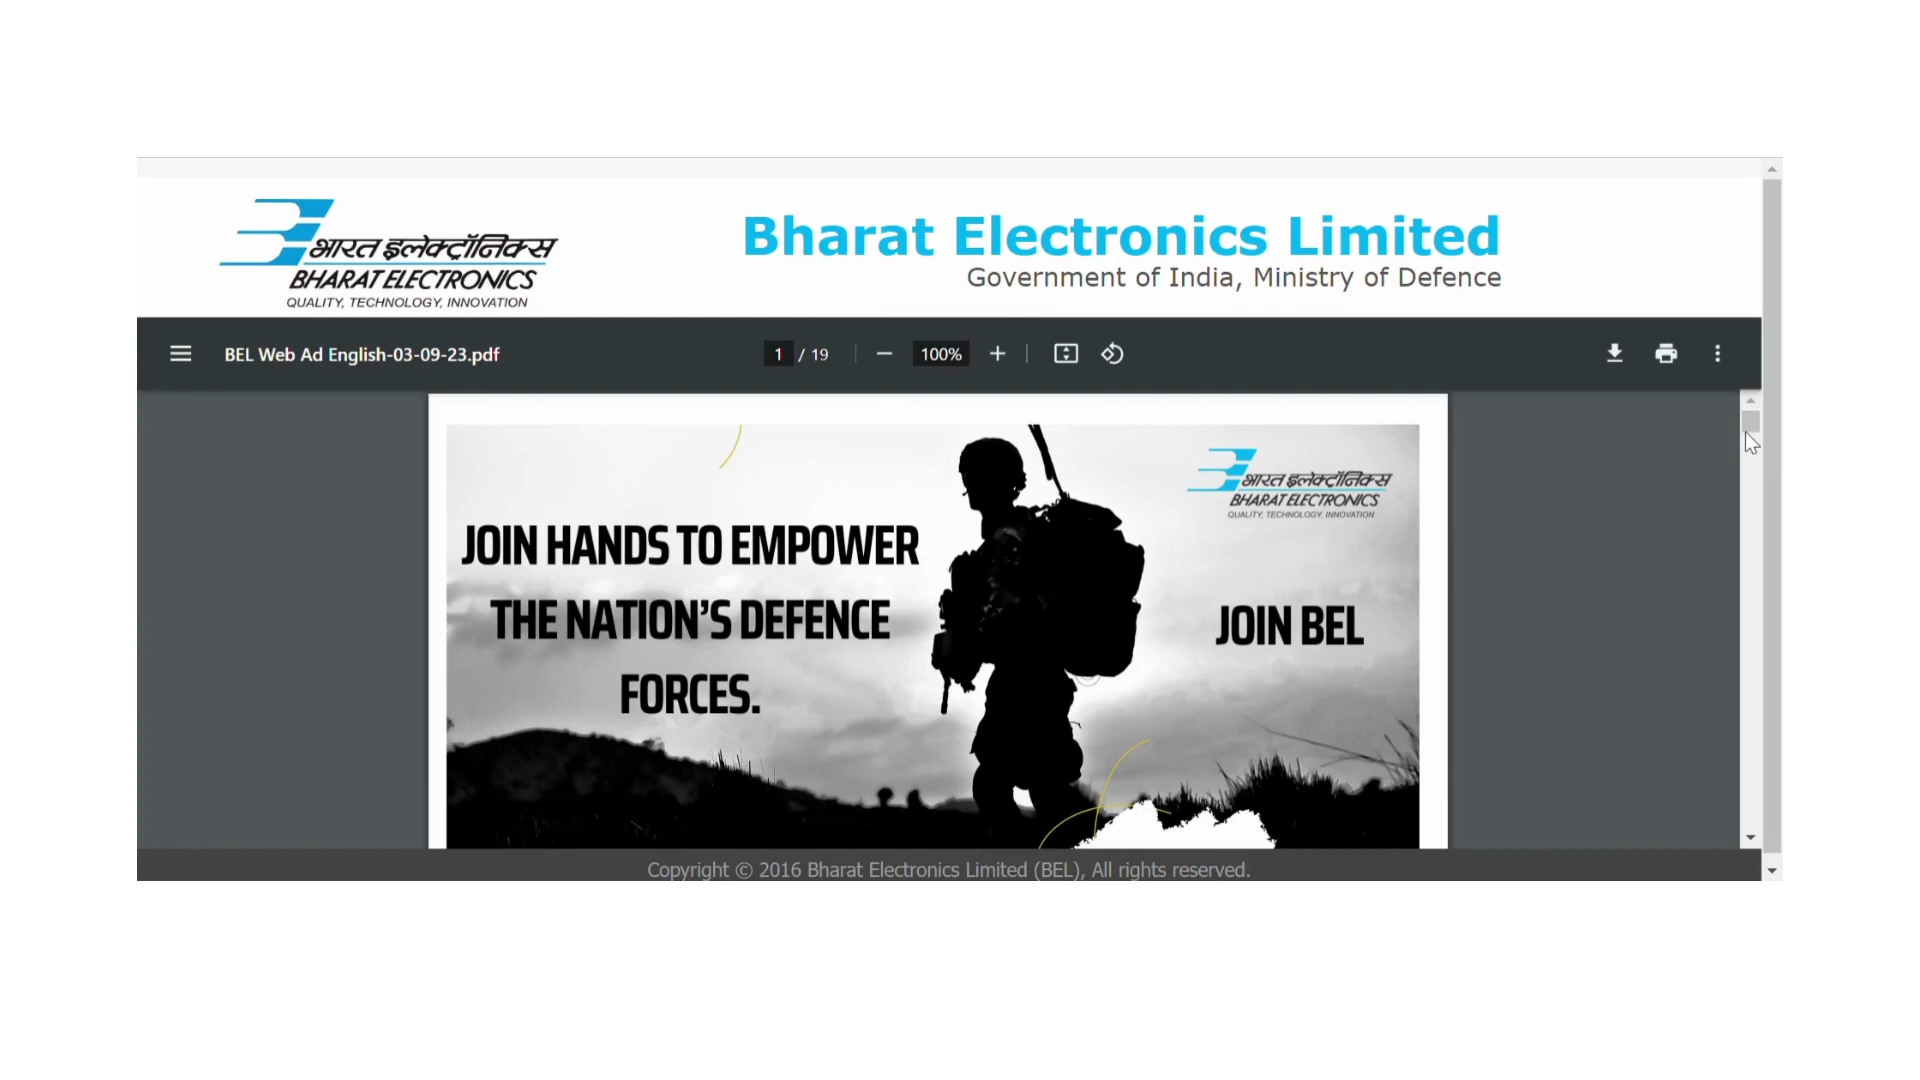 भारत इलेक्ट्रॉनिक्स
BHARAT ELECTRONICS
QUALITY, TECHNOLOGY, INNOVATION
Bharat Electronics Limited
Government of India, Ministry of Defence
BEL Web Ad English-03-09-23.pdf
1 / 19
100%
भारत इलेक्ट्रॉनिक्स
BHARAT ELECTRONICS
QUALITY, TECHNOLOGY, INNOVATION
JOIN HANDS TO EMPOWER
THE NATION’S DEFENCE
FORCES.
JOIN BEL
Copyright © 2016 Bharat Electronics Limited (BEL), All rights reserved.